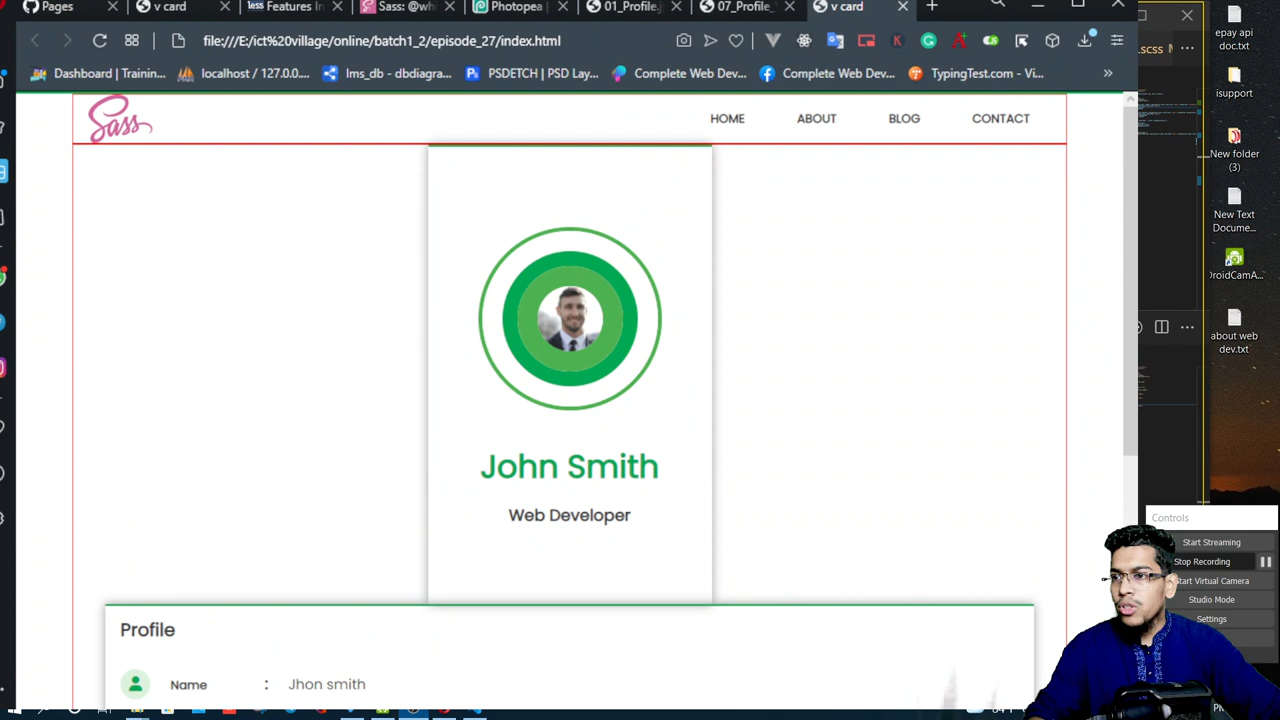 Pages
v card
less Features In
Sass: @wh
Photopea
01_Profile.j
07_Profile_
v card
.scss
file:///E:/ict%20village/online/batch1_2/episode_27/index.html
Dashboard | Trainin...
localhost / 127.0.0....
lms_db - dbdiagra...
PSDETCH | PSD Lay...
Complete Web Dev...
Complete Web Dev...
TypingTest.com - Vi...
»
Sass
HOME
ABOUT
BLOG
CONTACT
John Smith
Web Developer
Profile
Name : Jhon smith
epay api
doc.txt
isupport
New folder
(3)
New Text
Docume...
DroidCamA...
about web
dev.txt
Controls
Start Streaming
Stop Recording
Start Virtual Camera
Studio Mode
Settings